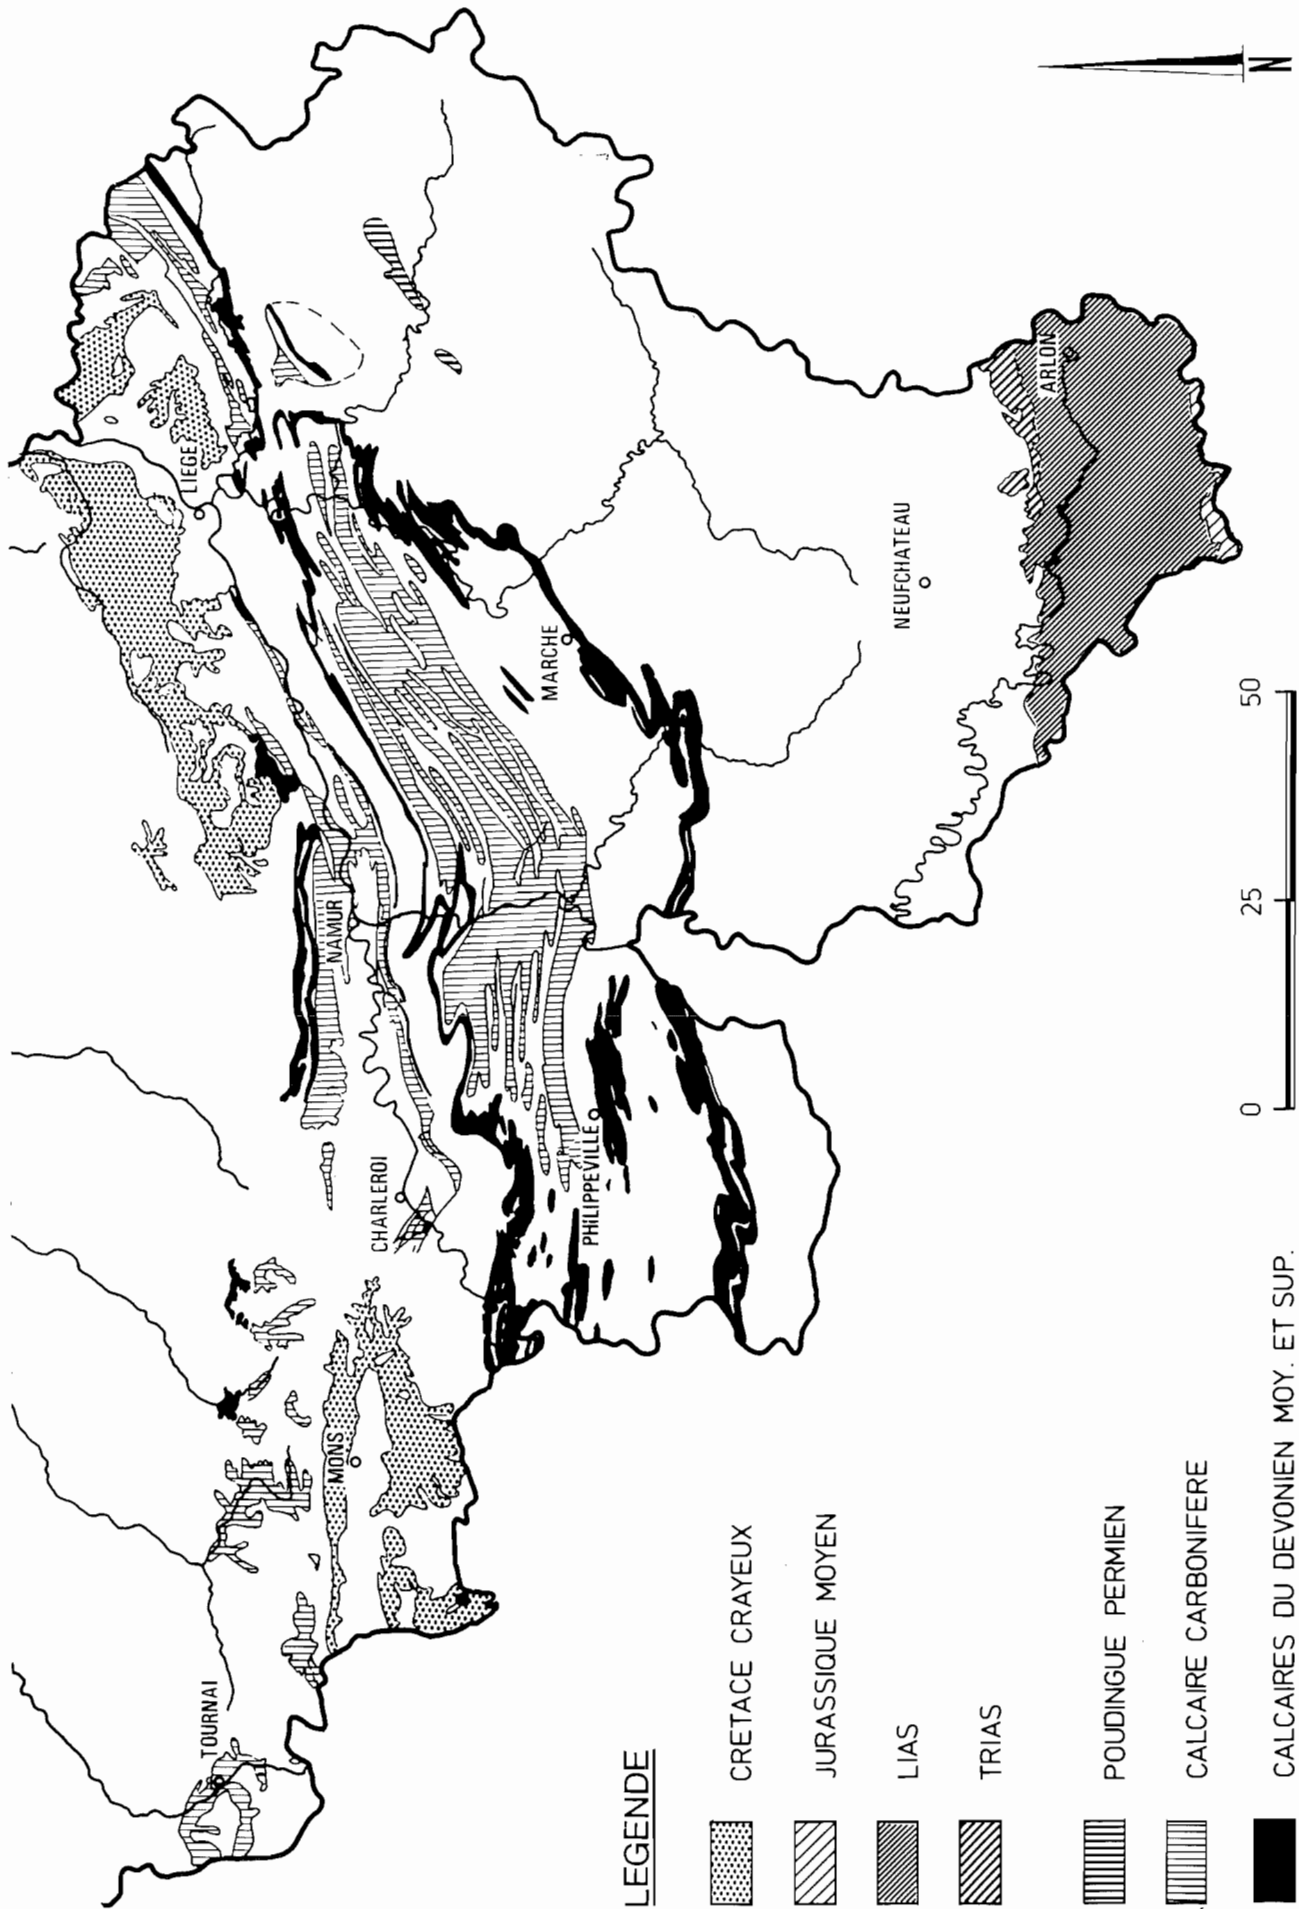 N
LIEGE
TOURNAI
MONS
CHARLEROI
NAMUR
PHILIPPEVILLE
MARCHE
NEUFCHATEAU
ARLON
0 25 50
LEGENDE
CRETACE CRAYEUX
JURASSIQUE MOYEN
LIAS
TRIAS
POUDINGUE PERMIEN
CALCAIRE CARBONIFERE
CALCAIRES DU DEVONIEN MOY. ET SUP.